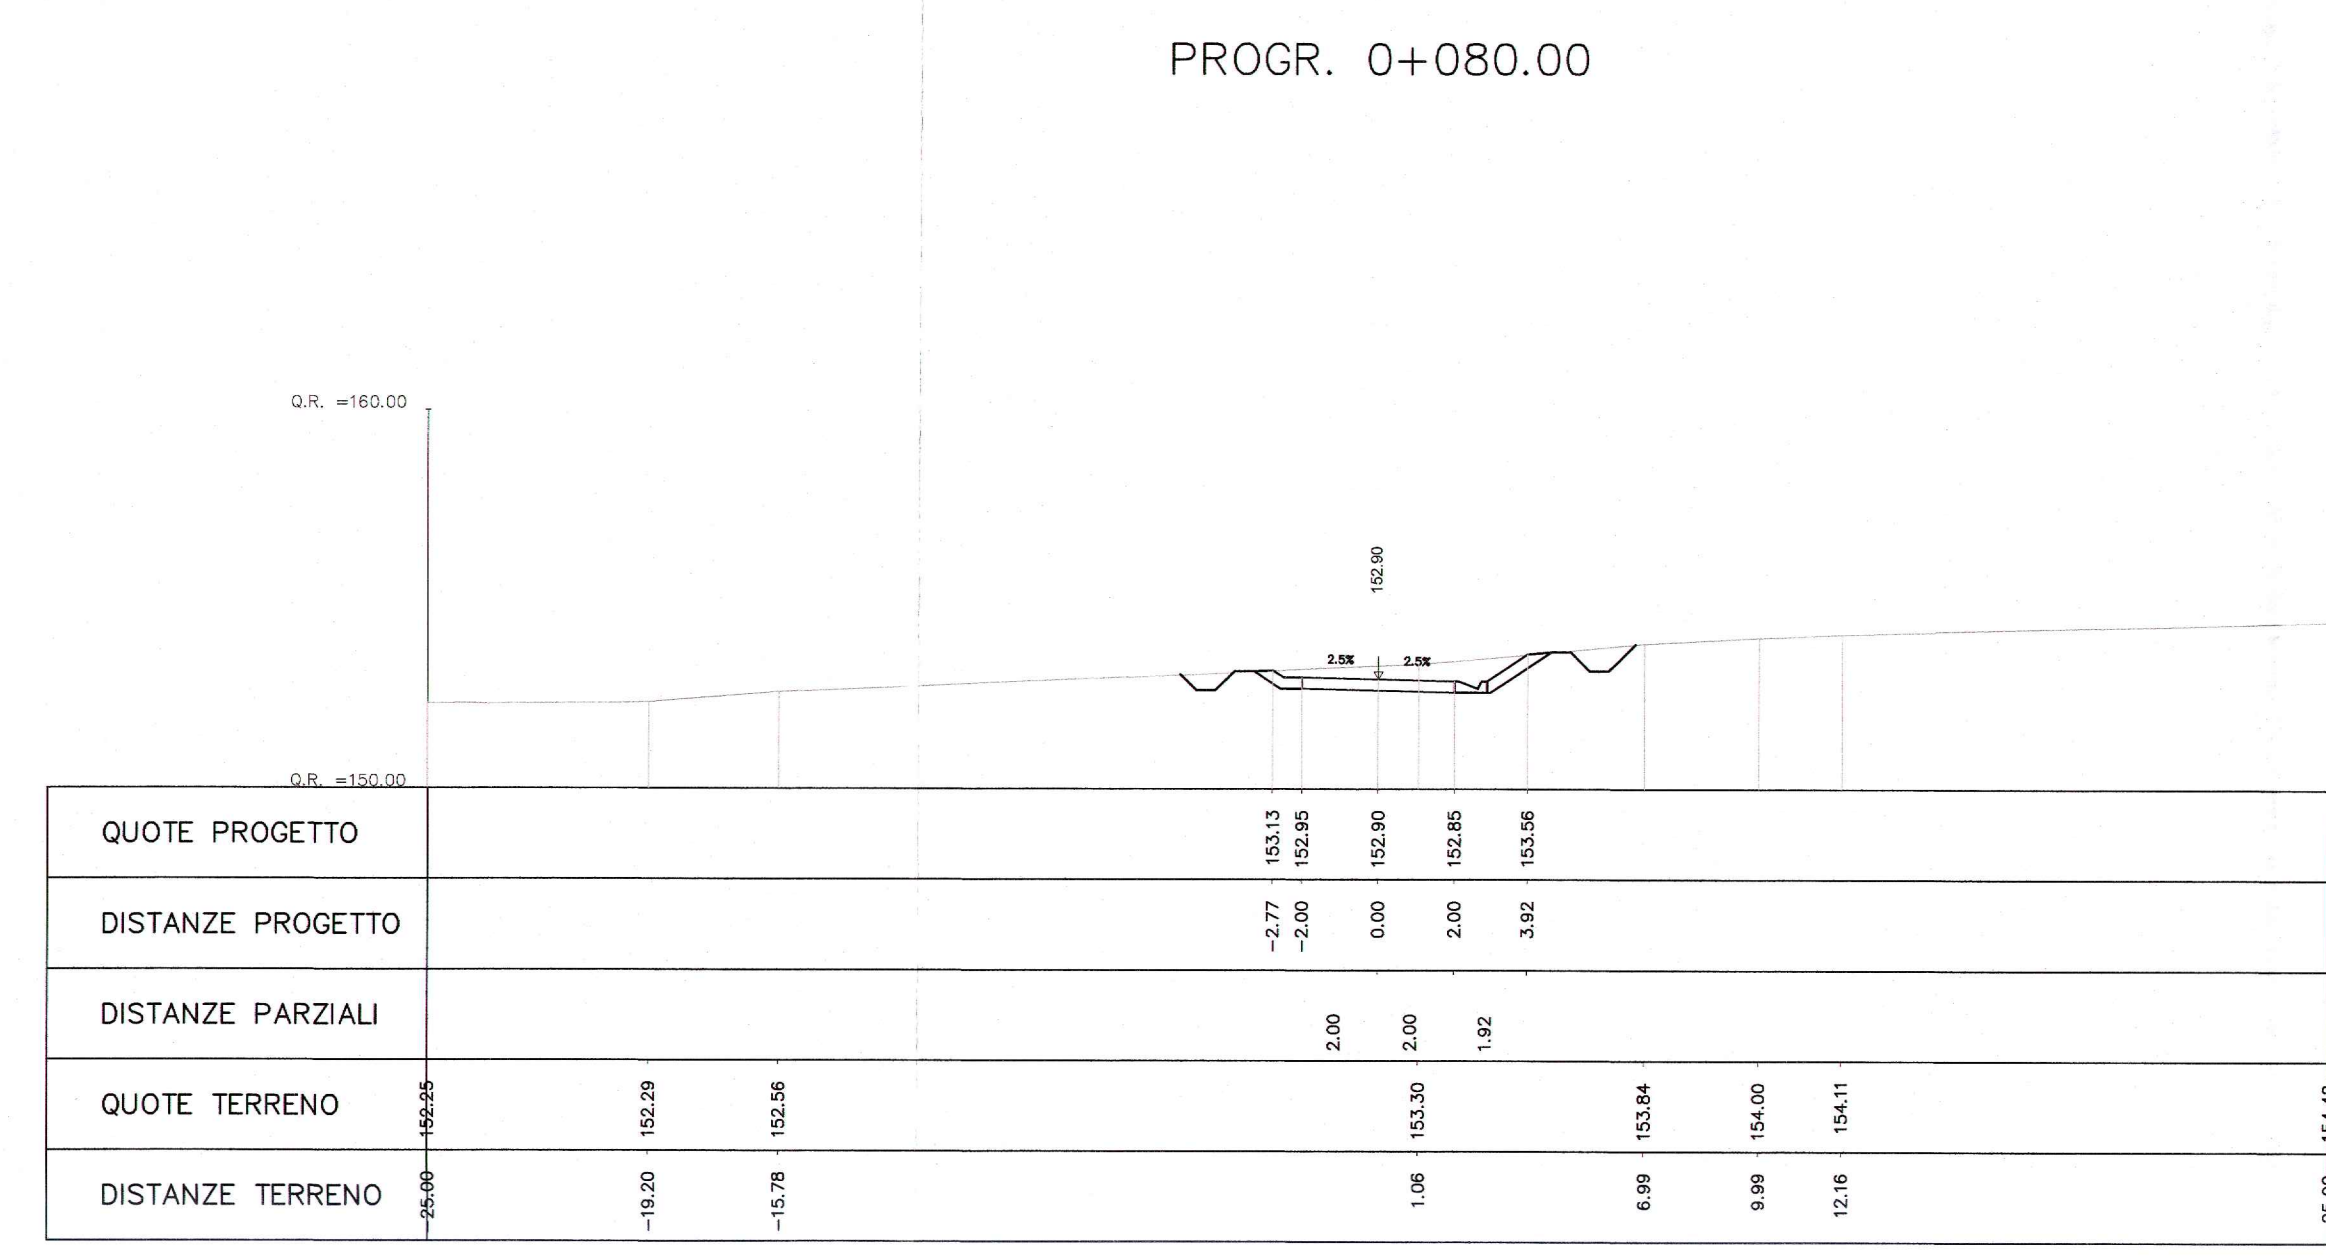 PROGR. 0+080.00
Q.R. =160.00
152.90
2.5% 2.5%
Q.R. =150.00
QUOTE PROGETTO 153.13 152.95 152.90 152.85 153.56
DISTANZE PROGETTO -2.77 -2.00 0.00 2.00 3.92
DISTANZE PARZIALI 2.00 2.00 1.92
QUOTE TERRENO 152.25 152.29 152.56 153.30 153.84 154.00 154.11
DISTANZE TERRENO -25.00 -19.20 -15.78 1.06 6.99 9.99 12.16